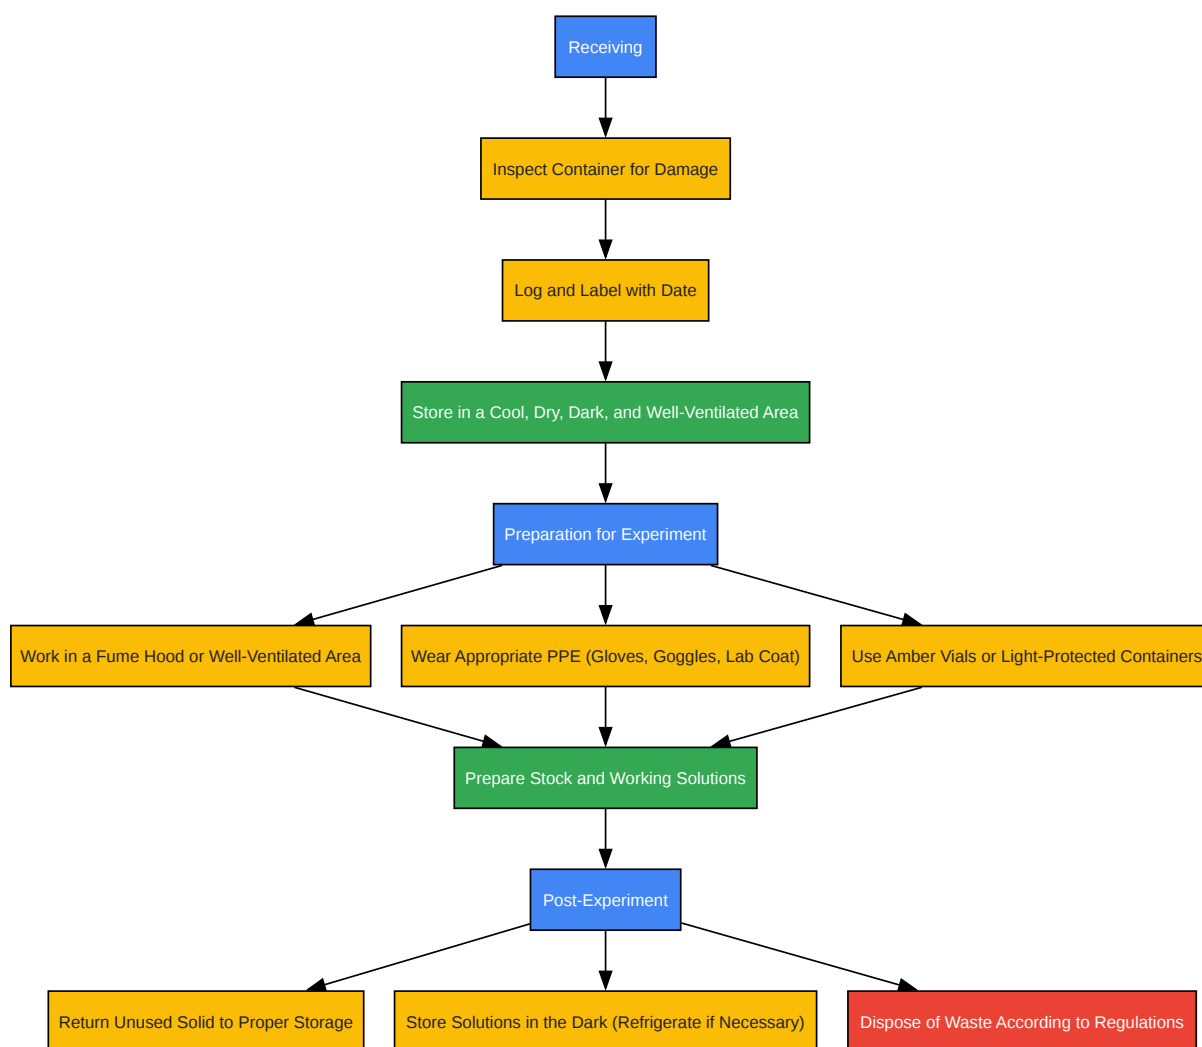 Receiving
Inspect Container for Damage
Log and Label with Date
Store in a Cool, Dry, Dark, and Well-Ventilated Area
Preparation for Experiment
Work in a Fume Hood or Well-Ventilated Area
Wear Appropriate PPE (Gloves, Goggles, Lab Coat)
Use Amber Vials or Light-Protected Containers
Prepare Stock and Working Solutions
Post-Experiment
Return Unused Solid to Proper Storage
Store Solutions in the Dark (Refrigerate if Necessary)
Dispose of Waste According to Regulations